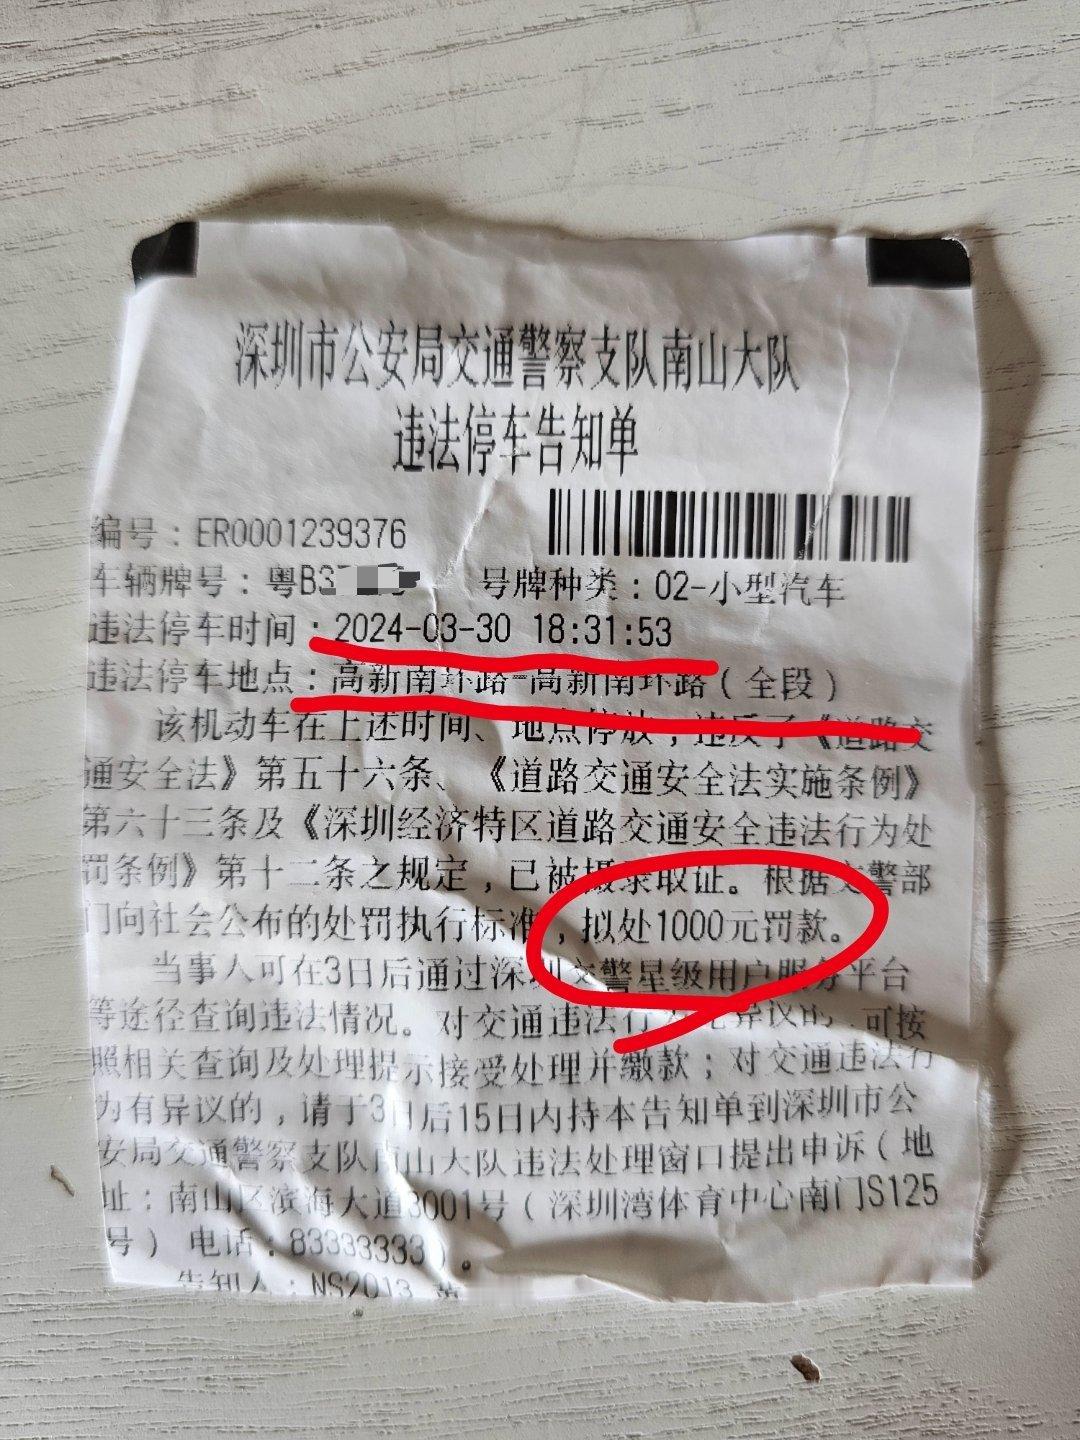 深圳市公安局交通警察支队南山大队
违法停车告知单
编号：ER0001239376
车辆牌号：粤B3 号牌种类：02-小型汽车
违法停车时间：2024-03-30 18:31:53
违法停车地点：高新南环路-高新南环路（全段）
该机动车在上述时间、地点停放，违反了《道路交
通安全法》第五十六条、《道路交通安全法实施条例》
第六十三条及《深圳经济特区道路交通安全违法行为处
罚条例》第十二条之规定，已被摄录取证。根据交警部
门向社会公布的处罚执行标准，拟处1000元罚款。
当事人可在3日后通过深圳交警星级用户服务平台
等途径查询违法情况。对交通违法行为无异议的，可按
照相关查询及处理提示接受处理并缴款；对交通违法行
为有异议的，请于3日后15日内持本告知单到深圳市公
安局交通警察支队南山大队违法处理窗口提出申诉（地
址：南山区滨海大道3001号（深圳湾体育中心南门S125
号） 电话：83333333）。
告知人：NS2013